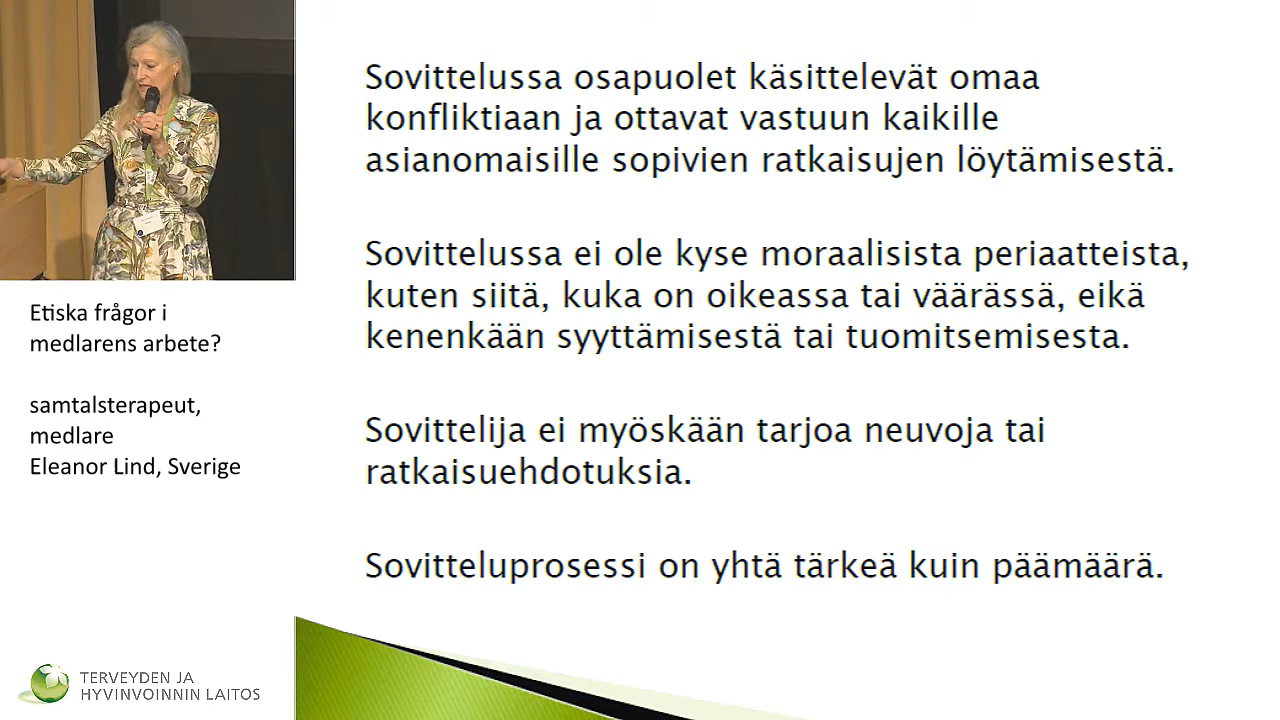 Sovittelussa osapuolet käsittelevät omaa
konfliktiaan ja ottavat vastuun kaikille
asianomaisille sopivien ratkaisujen löytämisestä.
Sovittelussa ei ole kyse moraalisista periaatteista,
kuten siitä, kuka on oikeassa tai väärässä, eikä
kenenkään syyttämisestä tai tuomitsemisesta.
Sovittelija ei myöskään tarjoa neuvoja tai
ratkaisuehdotuksia.
Sovitteluprosessi on yhtä tärkeä kuin päämäärä.
Etiska frågor i
medlarens arbete?
samtalsterapeut,
medlare
Eleanor Lind, Sverige
TERVEYDEN JA
HYVINVOINNIN LAITOS